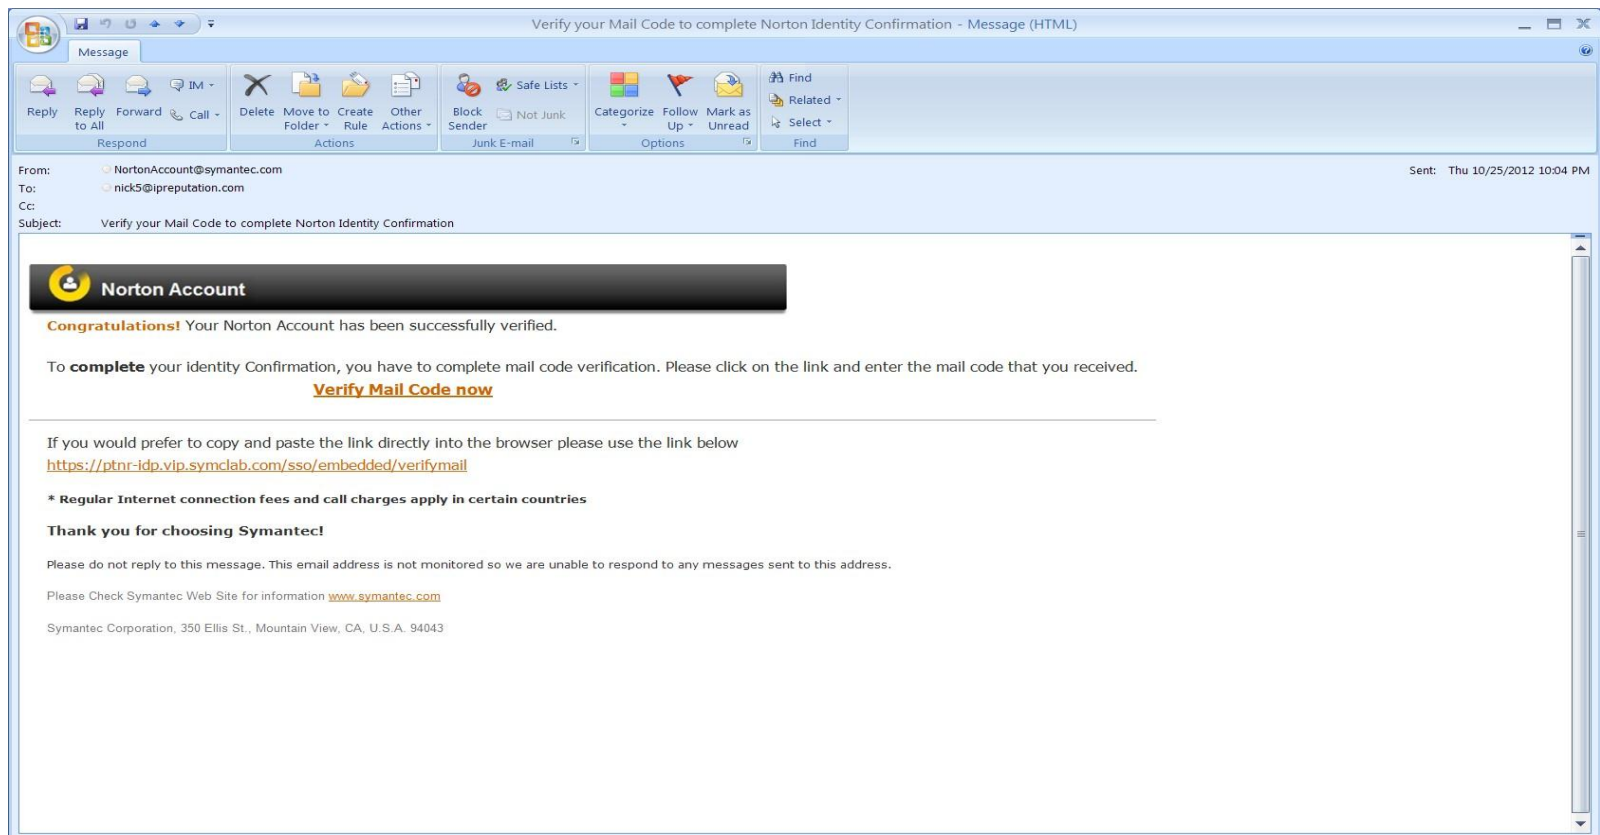 Verify your Mail Code to complete Norton Identity Confirmation - Message (HTML)
Message
Reply
Reply to All
Forward
IM
Call
Respond
Delete
Move to Folder
Create Rule
Other Actions
Actions
Block Sender
Safe Lists
Not Junk
Junk E-mail
Categorize
Follow Up
Mark as Unread
Options
Find
Related
Select
Find
From: NortonAccount@symantec.com
Sent: Thu 10/25/2012 10:04 PM
To: nick5@ipreputation.com
Cc:
Subject: Verify your Mail Code to complete Norton Identity Confirmation
Norton Account
Congratulations! Your Norton Account has been successfully verified.
To complete your identity Confirmation, you have to complete mail code verification. Please click on the link and enter the mail code that you received.
Verify Mail Code now
If you would prefer to copy and paste the link directly into the browser please use the link below
https://ptnr-idp.vip.symclab.com/sso/embedded/verifymail
* Regular Internet connection fees and call charges apply in certain countries
Thank you for choosing Symantec!
Please do not reply to this message. This email address is not monitored so we are unable to respond to any messages sent to this address.
Please Check Symantec Web Site for information www.symantec.com
Symantec Corporation, 350 Ellis St., Mountain View, CA, U.S.A. 94043